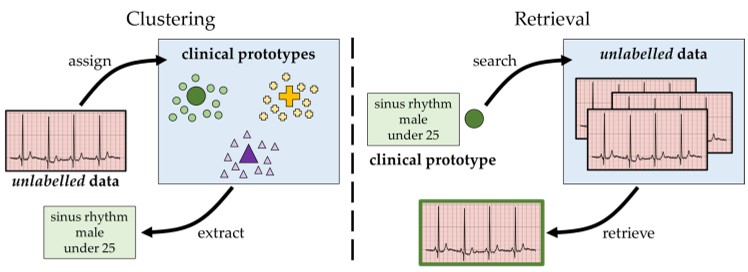 Clustering
assign
clinical prototypes
unlabelled data
sinus rhythm
male
under 25
extract
Retrieval
search
unlabelled data
sinus rhythm
male
under 25
clinical prototype
retrieve